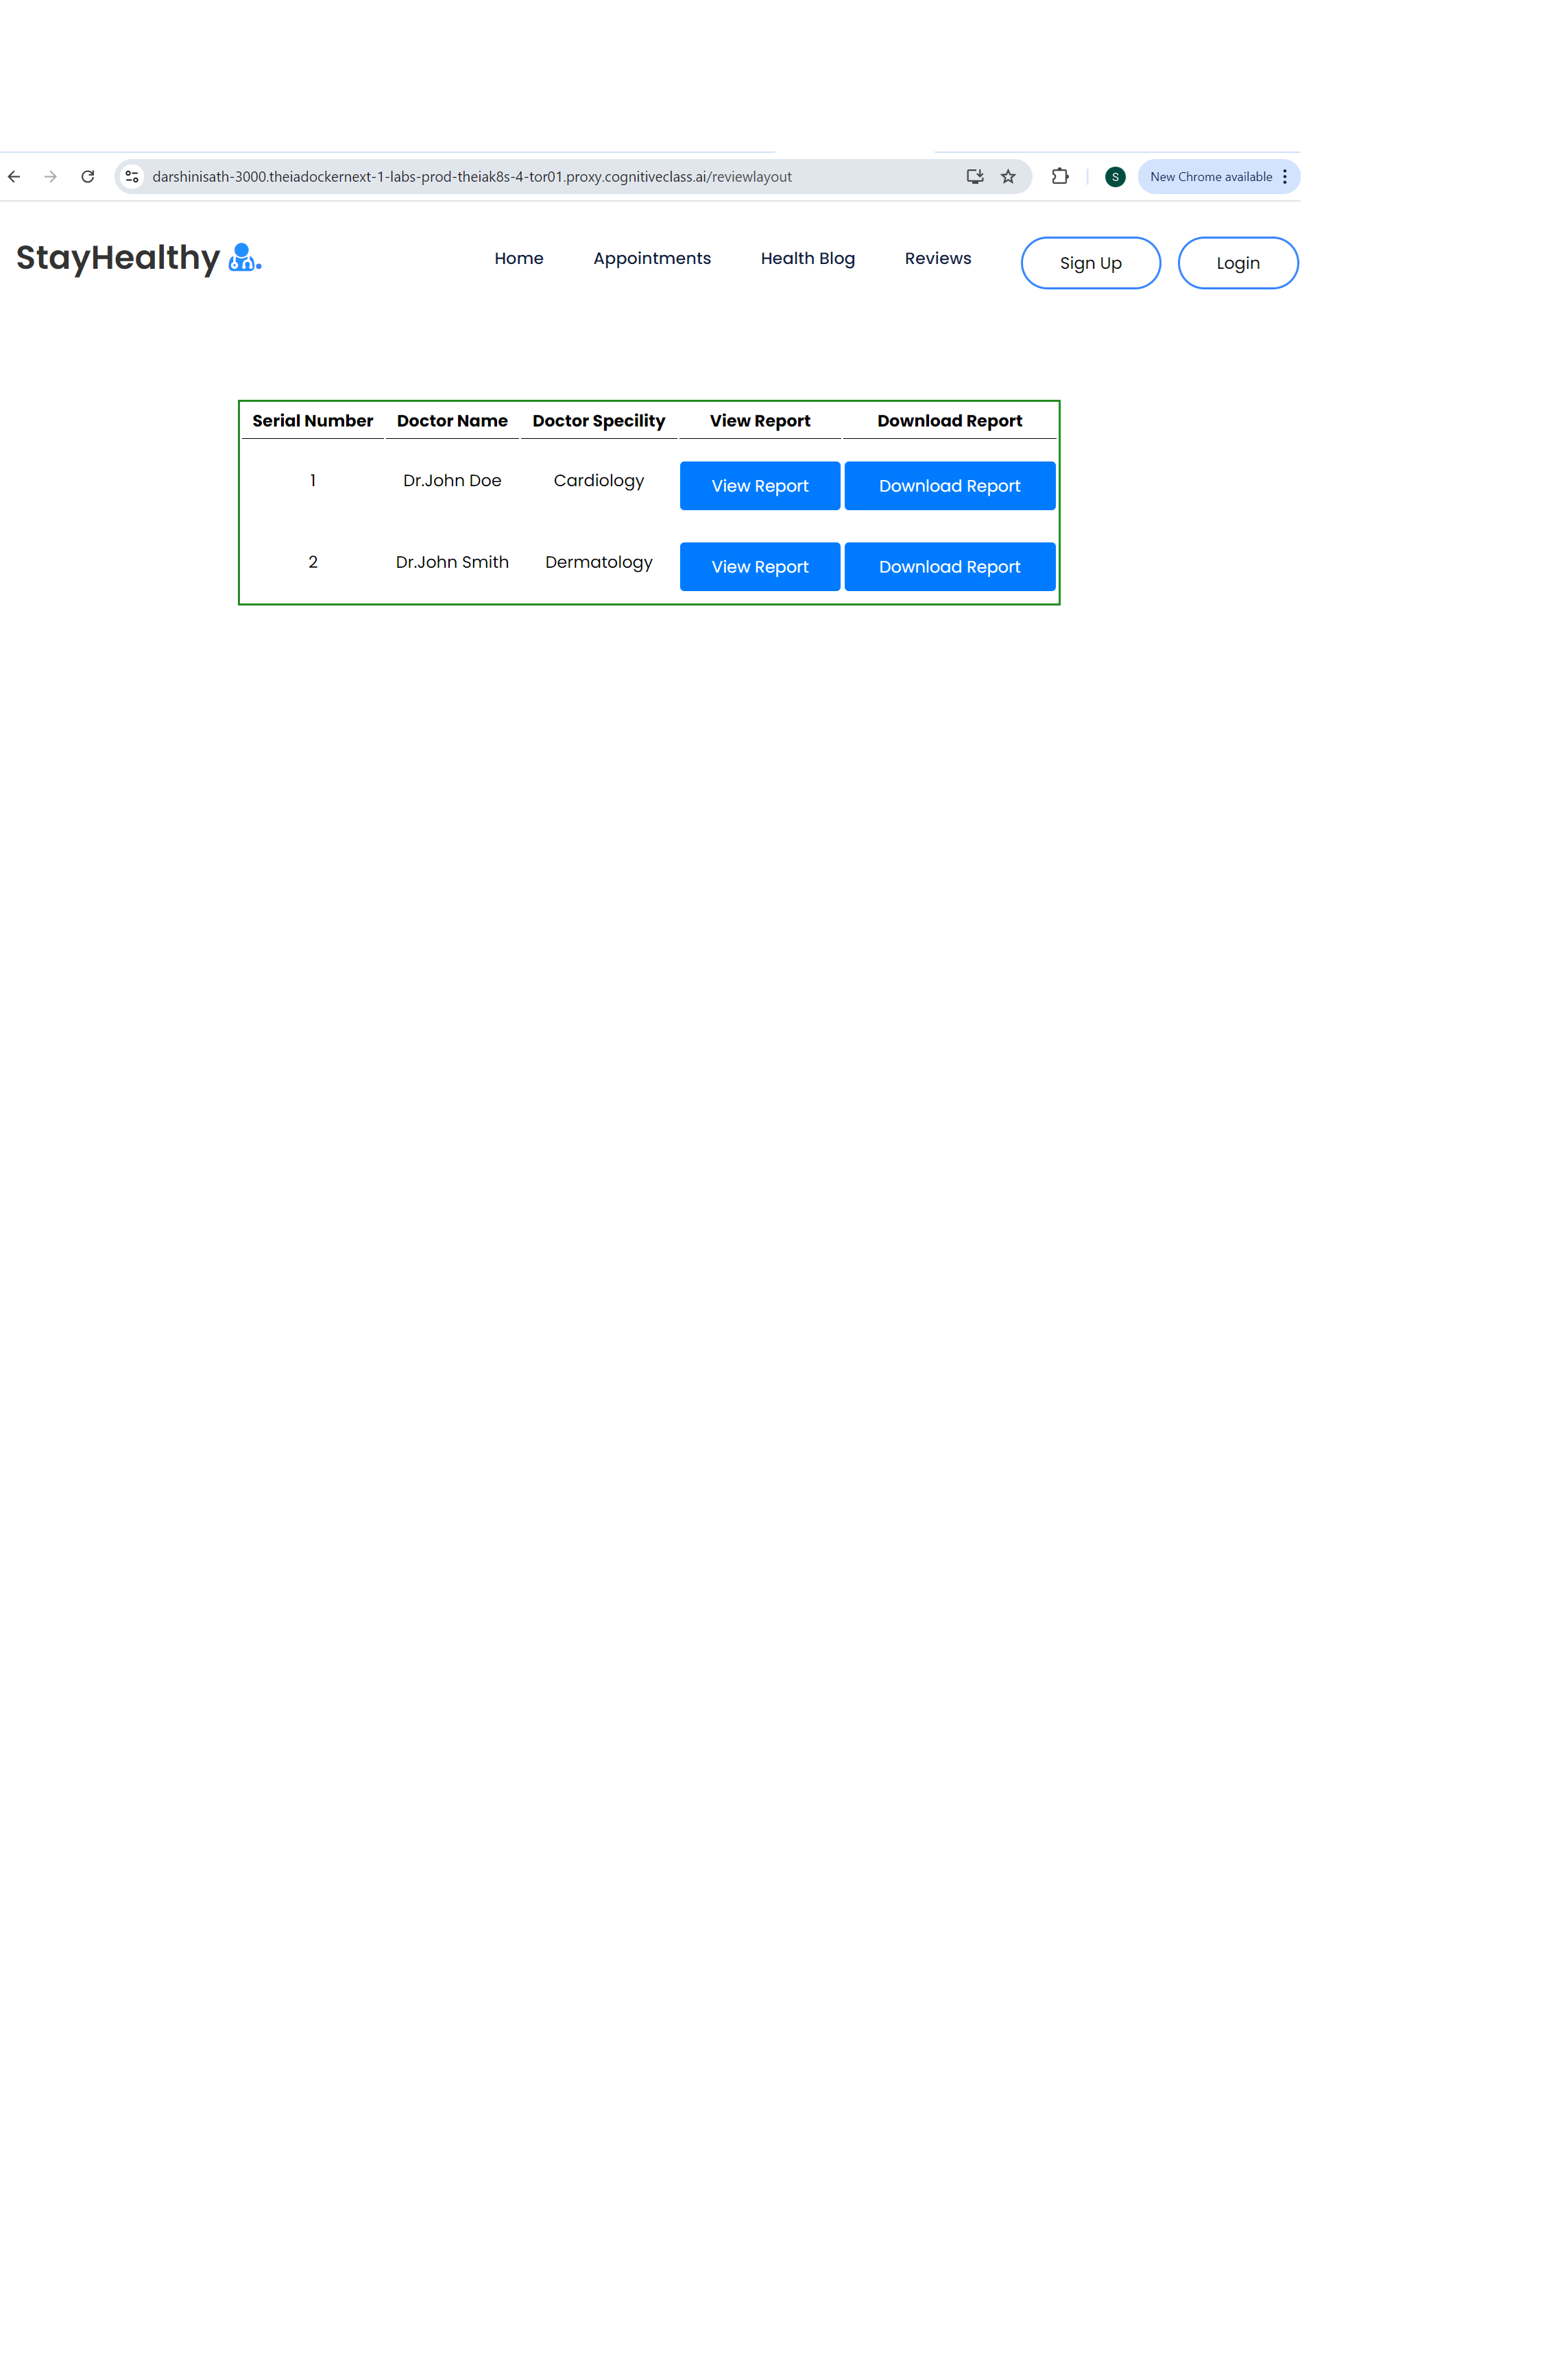 darshinisath-3000.theiadockernext-1-labs-prod-theiak8s-4-tor01.proxy.cognitiveclass.ai/reviewlayout S New Chrome available
StayHealthy Home Appointments Health Blog Reviews Sign Up Login
Serial Number Doctor Name Doctor Specility View Report Download Report
1 Dr.John Doe Cardiology View Report Download Report
2 Dr.John Smith Dermatology View Report Download Report